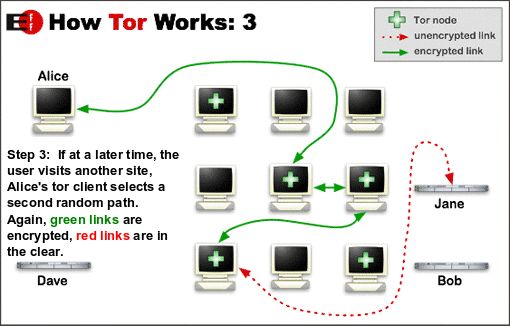 Eff How Tor Works: 3
Tor node
unencrypted link
encrypted link
Alice
Step 3: If at a later time, the
user visits another site,
Alice's tor client selects a
second random path.
Again, green links are
encrypted, red links are in
the clear.
Jane
Dave
Bob